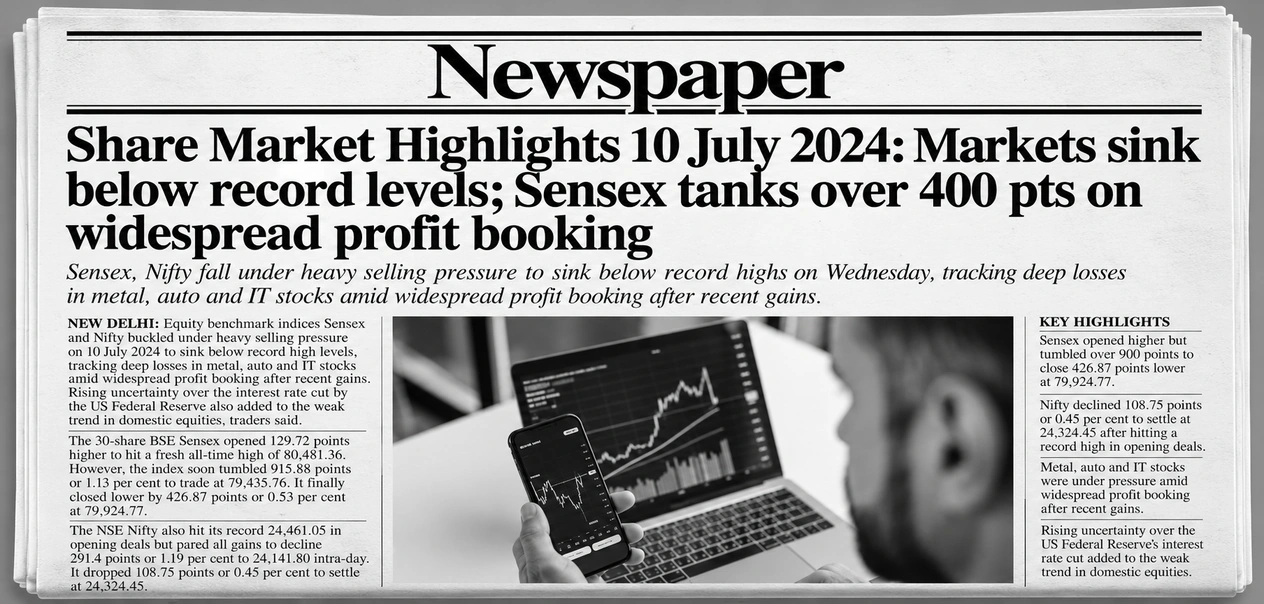 Newspaper
Share Market Highlights 10 July 2024: Markets sink
below record levels; Sensex tanks over 400 pts on
widespread profit booking
Sensex, Nifty fall under heavy selling pressure to sink below record highs on Wednesday, tracking deep losses
in metal, auto and IT stocks amid widespread profit booking after recent gains.
NEW DELHI: Equity benchmark indices Sensex
and Nifty buckled under heavy selling pressure
on 10 July 2024 to sink below record high levels,
tracking deep losses in metal, auto and IT stocks
amid widespread profit booking after recent gains.
Rising uncertainty over the interest rate cut by
the US Federal Reserve also added to the weak
trend in domestic equities, traders said.
The 30-share BSE Sensex opened 129.72 points
higher to hit a fresh all-time high of 80,481.36.
However, the index soon tumbled 915.88 points
or 1.13 per cent to trade at 79,435.76. It finally
closed lower by 426.87 points or 0.53 per cent
at 79,924.77.
The NSE Nifty also hit its record 24,461.05 in
opening deals but pared all gains to decline
291.4 points or 1.19 per cent to 24,141.80 intra-day.
It dropped 108.75 points or 0.45 per cent to settle
at 24,324.45.
KEY HIGHLIGHTS
Sensex opened higher but
tumbled over 900 points to
close 426.87 points lower
at 79,924.77.
Nifty declined 108.75 points
or 0.45 per cent to settle at
24,324.45 after hitting a
record high in opening deals.
Metal, auto and IT stocks
were under pressure amid
widespread profit booking
after recent gains.
Rising uncertainty over the
US Federal Reserve's interest
rate cut added to the weak
trend in domestic equities.